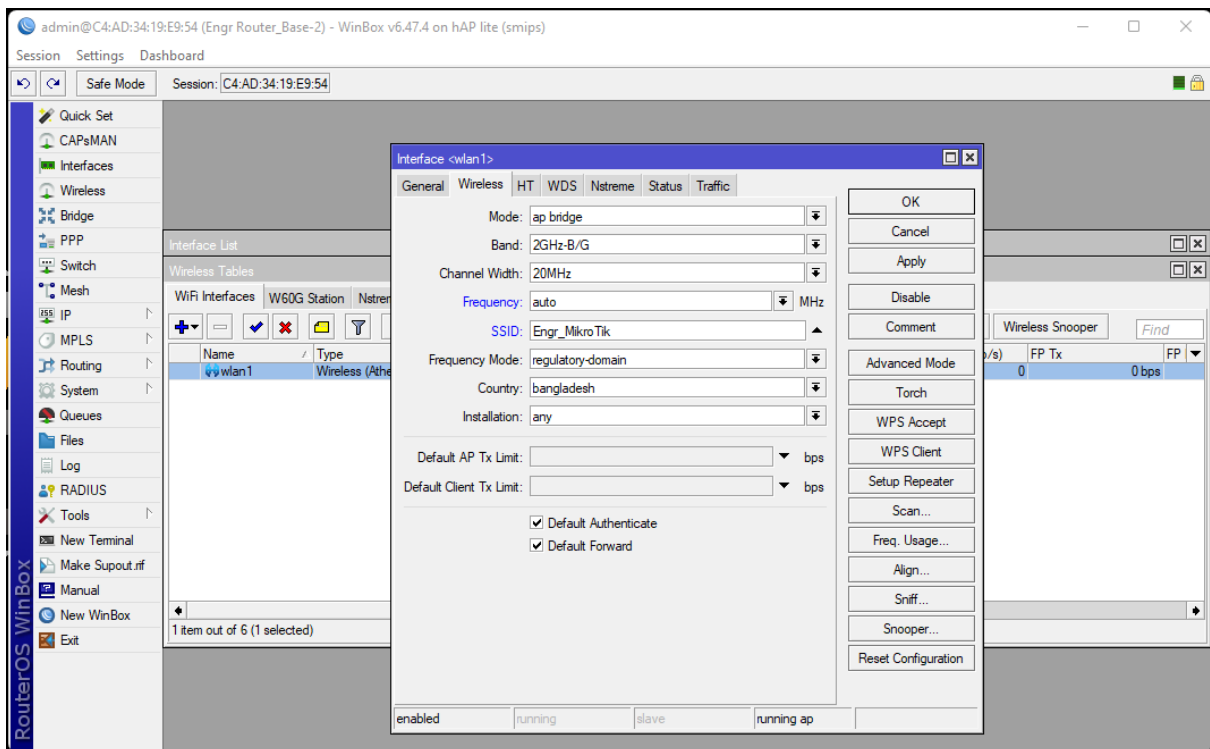 admin@C4:AD:34:19:E9:54 (Engr Router_Base-2) - WinBox v6.47.4 on hAP lite (smips)
Session Settings Dashboard
Safe Mode Session: C4:AD:34:19:E9:54
Quick Set
CAPsMAN
Interfaces
Wireless
Bridge
PPP
Switch
Mesh
IP
MPLS
Routing
System
Queues
Files
Log
RADIUS
Tools
New Terminal
Make Supout.rif
Manual
New WinBox
Exit
RouterOS WinBox
Interface List
Wireless Tables
WiFi Interfaces W60G Station
Wireless Snooper Find
Name Type FP Tx FP
wlan1 0 0 bps
1 item out of 6 (1 selected)
Interface <wlan1>
General Wireless HT WDS Nstreme Status Traffic
Mode: ap bridge
Band: 2GHz-B/G
Channel Width: 20MHz
Frequency: auto MHz
SSID: Engr_MikroTik
Frequency Mode: regulatory-domain
Country: bangladesh
Installation: any
Default AP Tx Limit: bps
Default Client Tx Limit: bps
Default Authenticate
Default Forward
OK
Cancel
Apply
Disable
Comment
Advanced Mode
Torch
WPS Accept
WPS Client
Setup Repeater
Scan...
Freq. Usage...
Align...
Sniff...
Snooper...
Reset Configuration
enabled running slave running ap